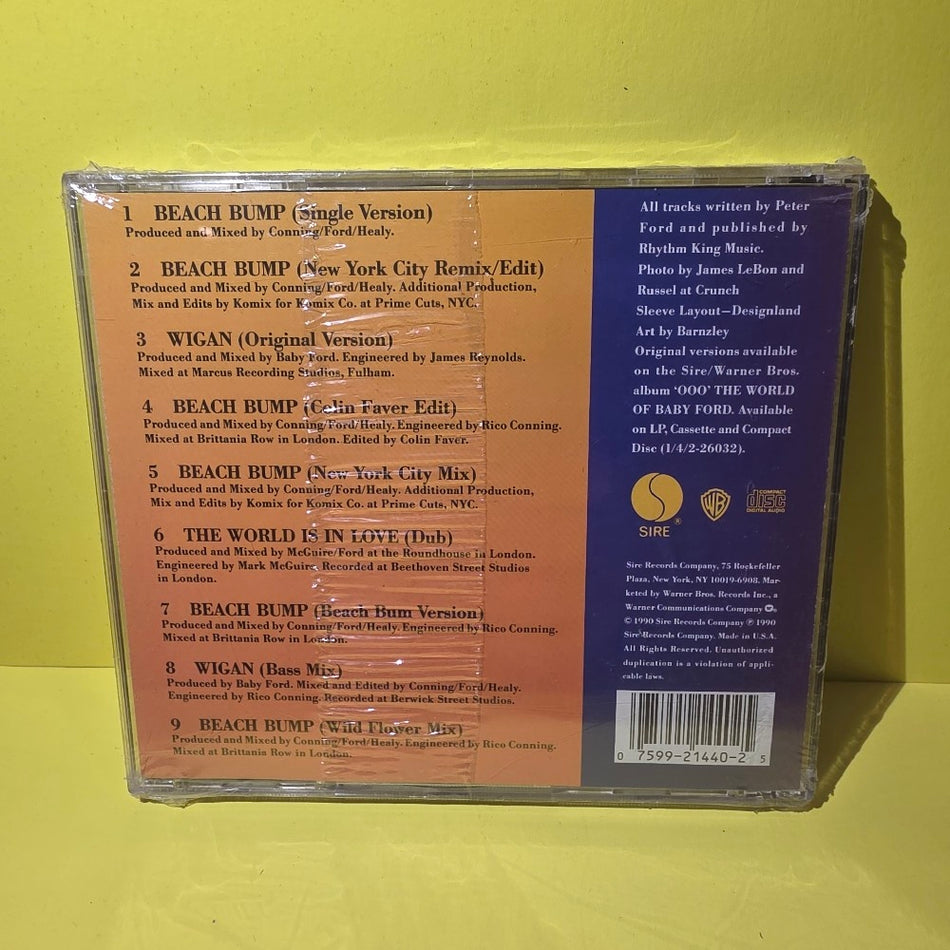 1 BEACH BUMP (Single Version)
Produced and Mixed by Conning/Ford/Healy.
2 BEACH BUMP (New York City Remix/Edit)
Produced and Mixed by Conning/Ford/Healy. Additional Production,
Mix and Edits by Komix for Komix Co. at Prime Cuts, NYC.
3 WIGAN (Original Version)
Produced and Mixed by Baby Ford. Engineered by James Reynolds.
Mixed at Marcus Recording Studios, Fulham.
4 BEACH BUMP (Colin Faver Edit)
Produced and Mixed by Conning/Ford/Healy. Engineered by Rico Conning.
Mixed at Brittania Row in London. Edited by Colin Faver.
5 BEACH BUMP (New York City Mix)
Produced and Mixed by Conning/Ford/Healy. Additional Production,
Mix and Edits by Komix for Komix Co. at Prime Cuts, NYC.
6 THE WORLD IS IN LOVE (Dub)
Produced and Mixed by McGuire/Ford at the Roundhouse in London.
Engineered by Mark McGuire. Recorded at Beethoven Street Studios
in London.
7 BEACH BUMP (Beach Bum Version)
Produced and Mixed by Conning/Ford/Healy. Engineered by Rico Conning.
Mixed at Brittania Row in London.
8 WIGAN (Bass Mix)
Produced by Baby Ford. Mixed and Edited by Conning/Ford/Healy.
Engineered by Rico Conning. Recorded at Berwick Street Studios.
9 BEACH BUMP (Wild Flower Mix)
Produced and Mixed by Conning/Ford/Healy. Engineered by Rico Conning.
Mixed at Brittania Row in London.
All tracks written by Peter
Ford and published by
Rhythm King Music.
Photo by James LeBon and
Russel at Crunch
Sleeve Layout—Designland
Art by Barnzley
Original versions available
on the Sire/Warner Bros.
album ‘OOO’ THE WORLD
OF BABY FORD. Available
on LP, Cassette and Compact
Disc (1/4/2-26032).
SIRE ®
WB
COMPACT
disc
DIGITAL AUDIO
Sire Records Company, 75 Rockefeller
Plaza, New York, NY 10019-6908. Mar-
keted by Warner Bros. Records Inc., a
Warner Communications Company
© 1990 Sire Records Company ℗ 1990
Sire Records Company. Made in U.S.A.
All Rights Reserved. Unauthorized
duplication is a violation of appli-
cable laws.
0 7599-21440-2 5